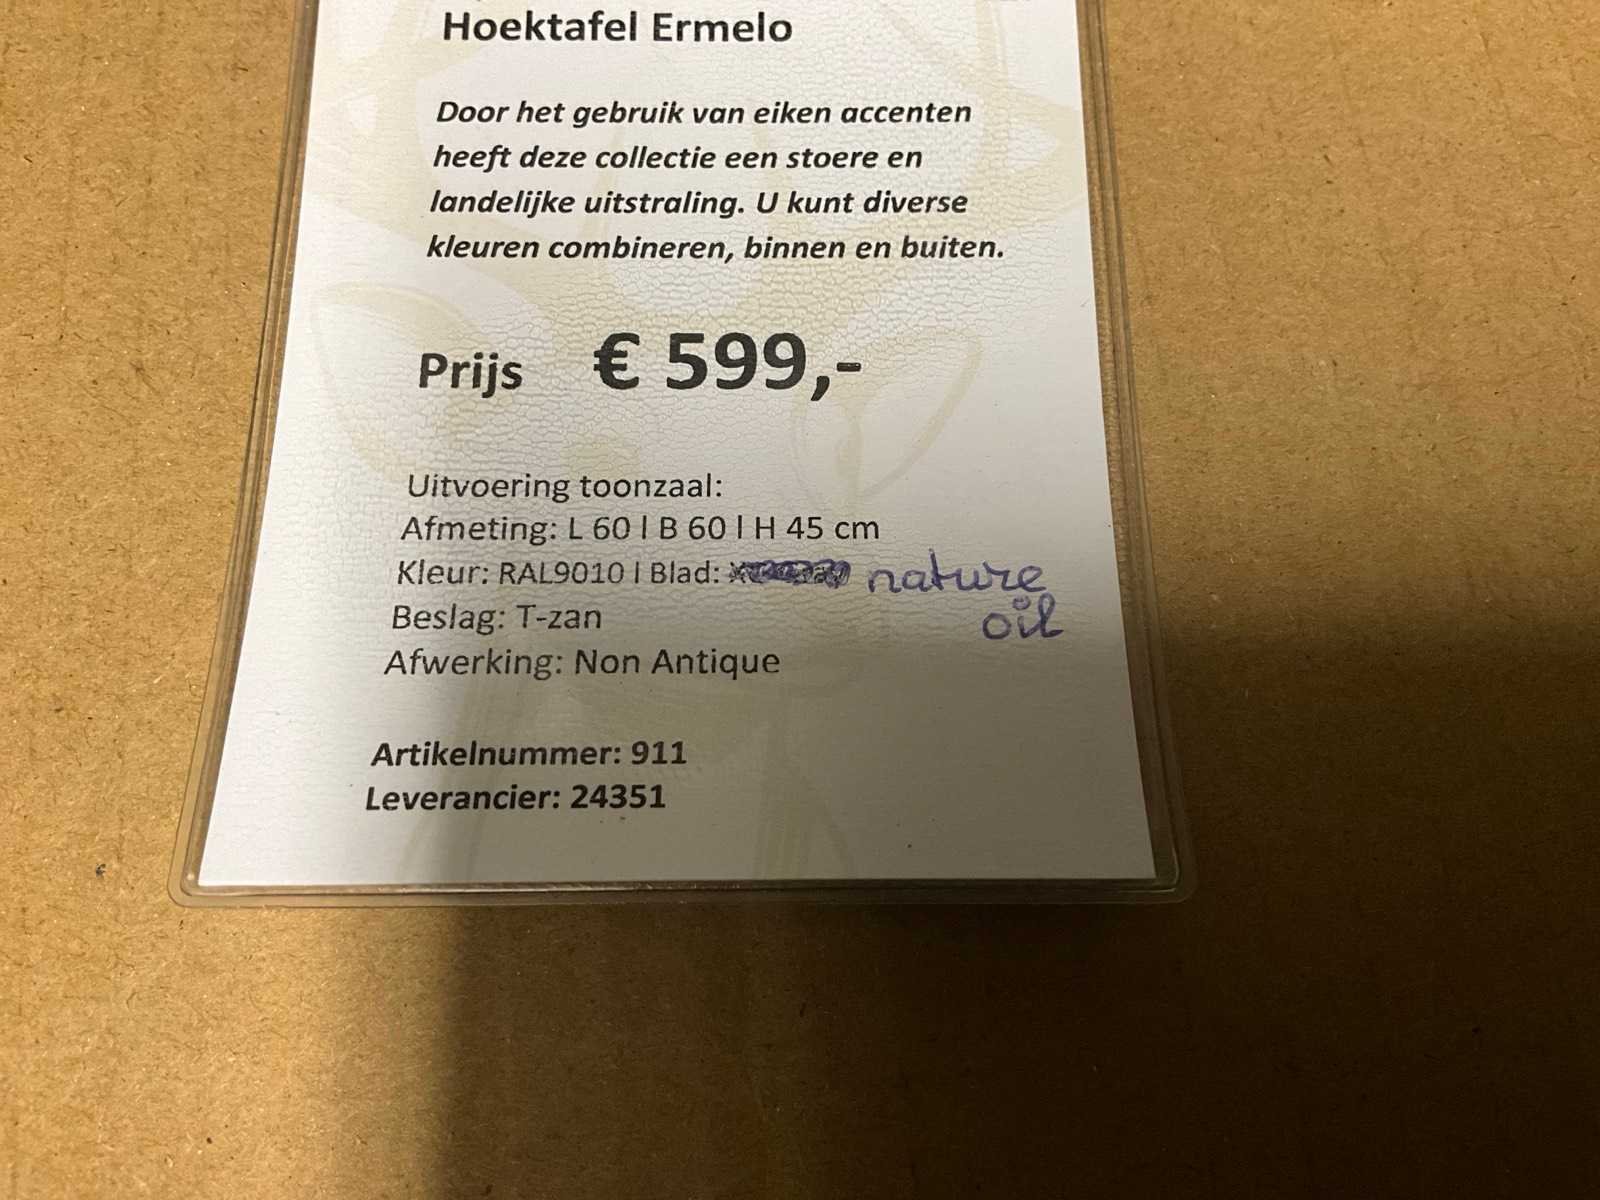 Hoektafel Ermelo
Door het gebruik van eiken accenten
heeft deze collectie een stoere en
landelijke uitstraling. U kunt diverse
kleuren combineren, binnen en buiten.
Prijs € 599,-
Uitvoering toonzaal:
Afmeting: L 60 l B 60 l H 45 cm
Kleur: RAL9010 l Blad: nature
oil
Beslag: T-zan
Afwerking: Non Antique
Artikelnummer: 911
Leverancier: 24351